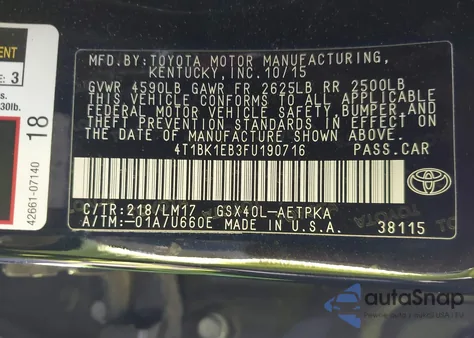 MFD.BY:TOYOTA MOTOR MANUFACTURING,
KENTUCKY,INC.10/15
GVWR 4590LB GAWR FR 2625LB RR 2500LB
THIS VEHICLE CONFORMS TO ALL APPLICABLE
FEDERAL MOTOR VEHICLE SAFETY,BUMPER,AND
THEFT PREVENTION STANDARDS IN EFFECT ON
THE DATE OF MANUFACTURE SHOWN ABOVE.
4T1BK1EB3FU190716 PASS.CAR
TOYOTA
C/TR:218/LM17 GSX40L-AETPKA
A/TM:-01A/U660E MADE IN U.S.A. 38115
3
30lb.
18
42661-07140
autoSnap